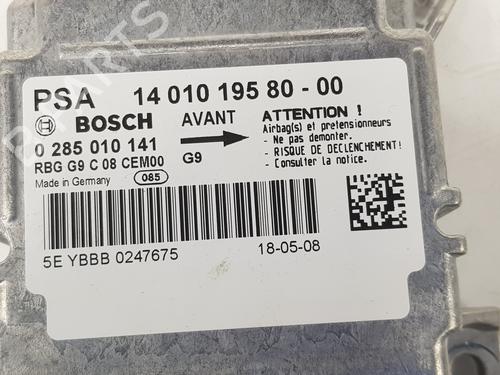 PSA 14 010 195 80 - 00
BOSCH AVANT
ATTENTION !
0 285 010 141
Airbag(s) et pretensionneurs
- Ne pas demonter.
RBG G9 C 08 CEM00
G9
- RISQUE DE DECLENCHEMENT!
Made in Germany 085
- Consulter la notice.
5E YBBB 0247675
18-05-08